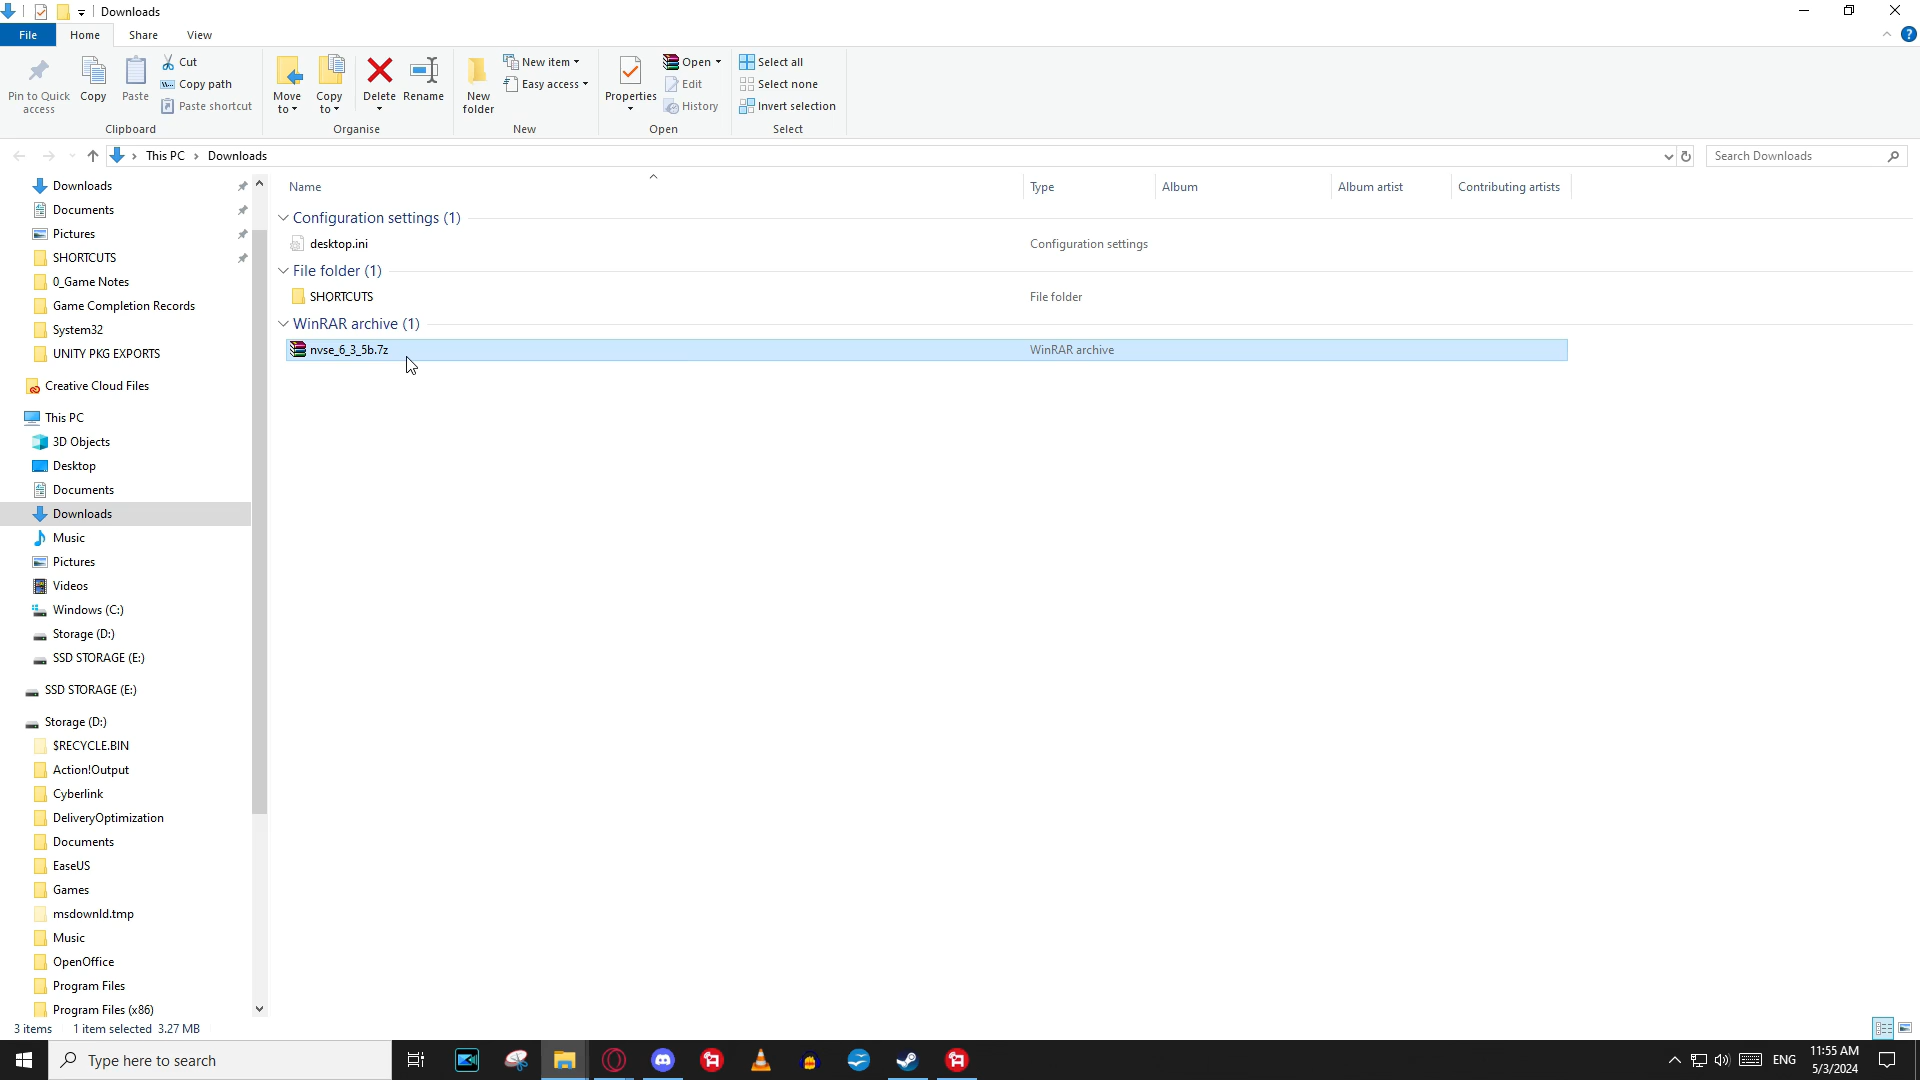 Downloads
File
Home
Share
View
Pin to Quick access
Copy
Paste
Cut
Copy path
Paste shortcut
Clipboard
Move to
Copy to
Delete
Rename
Organise
New folder
New item
Easy access
New
Properties
Open
Edit
History
Open
Select all
Select none
Invert selection
Select
This PC
Downloads
Search Downloads
Downloads
Documents
Pictures
SHORTCUTS
0_Game Notes
Game Completion Records
System32
UNITY PKG EXPORTS
Creative Cloud Files
This PC
3D Objects
Desktop
Documents
Downloads
Music
Pictures
Videos
Windows (C:)
Storage (D:)
SSD STORAGE (E:)
SSD STORAGE (E:)
Storage (D:)
$RECYCLE.BIN
Action!Output
Cyberlink
DeliveryOptimization
Documents
EaseUS
Games
msdownld.tmp
Music
OpenOffice
Program Files
Program Files (x86)
Name
Type
Album
Album artist
Contributing artists
Configuration settings (1)
desktop.ini
Configuration settings
File folder (1)
SHORTCUTS
File folder
WinRAR archive (1)
nvse_6_3_5b.7z
WinRAR archive
3 items
1 item selected 3.27 MB
Type here to search
ENG
11:55 AM
5/3/2024